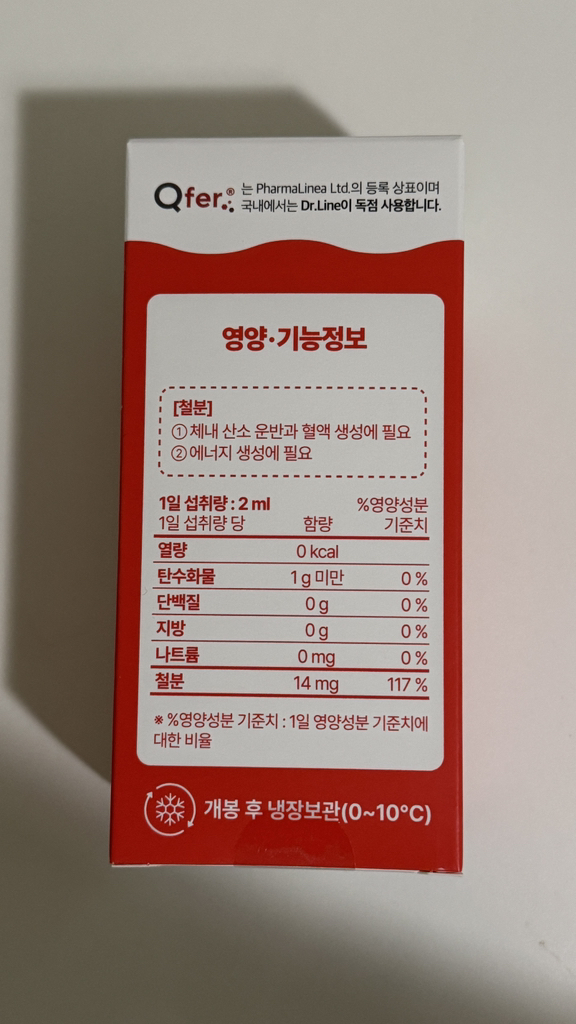 Qfer® 는 PharmaLinea Ltd.의 등록 상표이며
국내에서는 Dr.Line이 독점 사용합니다.
영양·기능정보
[철분]
① 체내 산소 운반과 혈액 생성에 필요
② 에너지 생성에 필요
1일 섭취량 : 2 ml %영양성분
1일 섭취량 당 함량 기준치
열량 0 kcal
탄수화물 1 g 미만 0 %
단백질 0 g 0 %
지방 0 g 0 %
나트륨 0 mg 0 %
철분 14 mg 117 %
※ %영양성분 기준치 : 1일 영양성분 기준치에
대한 비율
개봉 후 냉장보관(0~10°C)